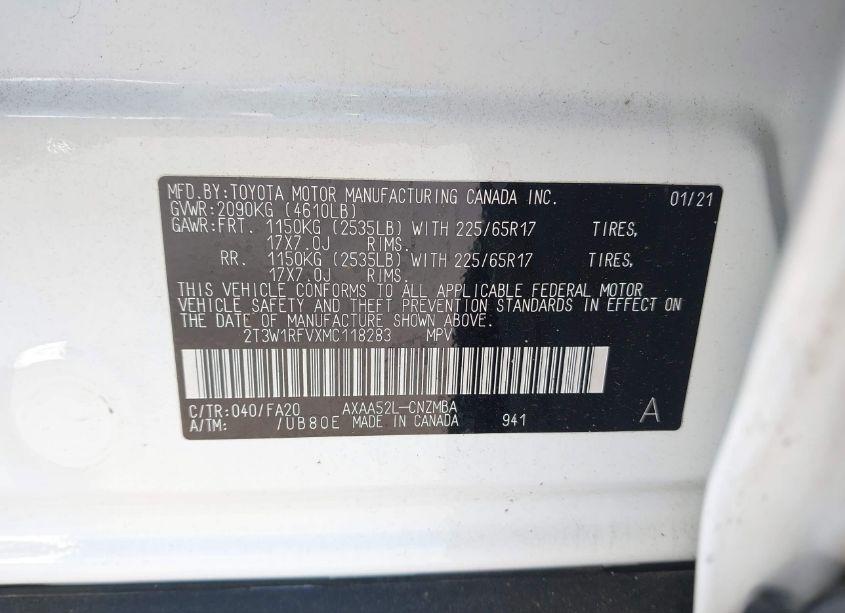 MFD.BY:TOYOTA MOTOR MANUFACTURING CANADA INC. 01/21
GVWR:2090KG (4610LB)
GAWR:FRT. 1150KG (2535LB) WITH 225/65R17 TIRES,
17X7.0J RIMS.
RR. 1150KG (2535LB) WITH 225/65R17 TIRES,
17X7.0J RIMS.
THIS VEHICLE CONFORMS TO ALL APPLICABLE FEDERAL MOTOR
VEHICLE SAFETY AND THEFT PREVENTION STANDARDS IN EFFECT ON
THE DATE OF MANUFACTURE SHOWN ABOVE.
2T3W1RFVXMC118283 MPV
C/TR:040/FA20 AXAA52L-CNZMBA
A/TM: /UB80E MADE IN CANADA 941
A